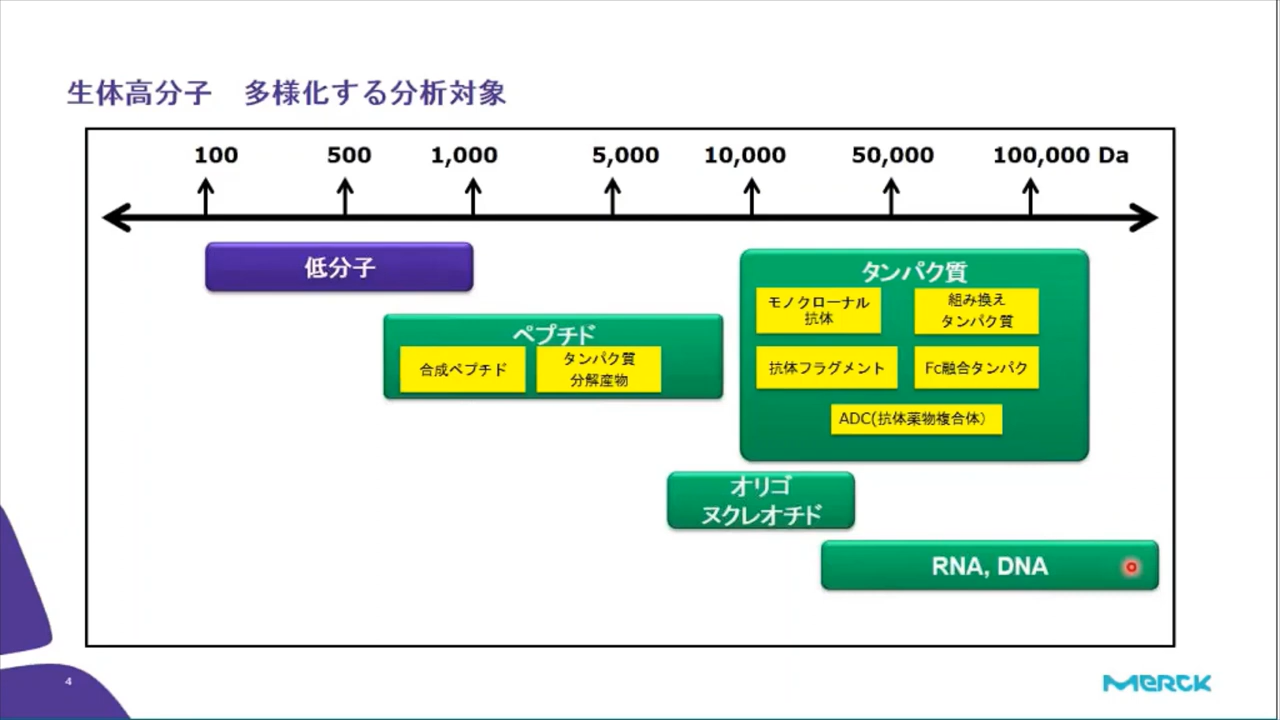 生体高分子　多様化する分析対象
100 500 1,000 5,000 10,000 50,000 100,000 Da
低分子
ペプチド
合成ペプチド
タンパク質
分解産物
タンパク質
モノクローナル
抗体
組み換え
タンパク質
抗体フラグメント
Fc融合タンパク
ADC(抗体薬物複合体）
オリゴ
ヌクレオチド
RNA, DNA
4
MERCK